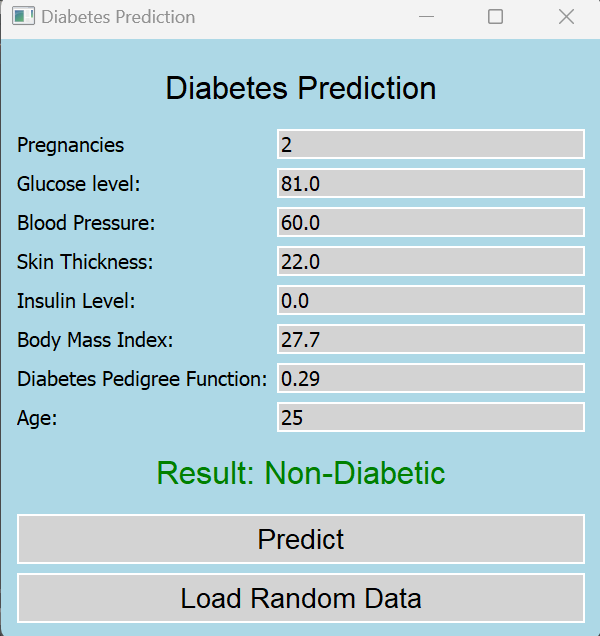 Diabetes Prediction
Diabetes Prediction
Pregnancies 2
Glucose level: 81.0
Blood Pressure: 60.0
Skin Thickness: 22.0
Insulin Level: 0.0
Body Mass Index: 27.7
Diabetes Pedigree Function: 0.29
Age: 25
Result: Non-Diabetic
Predict
Load Random Data